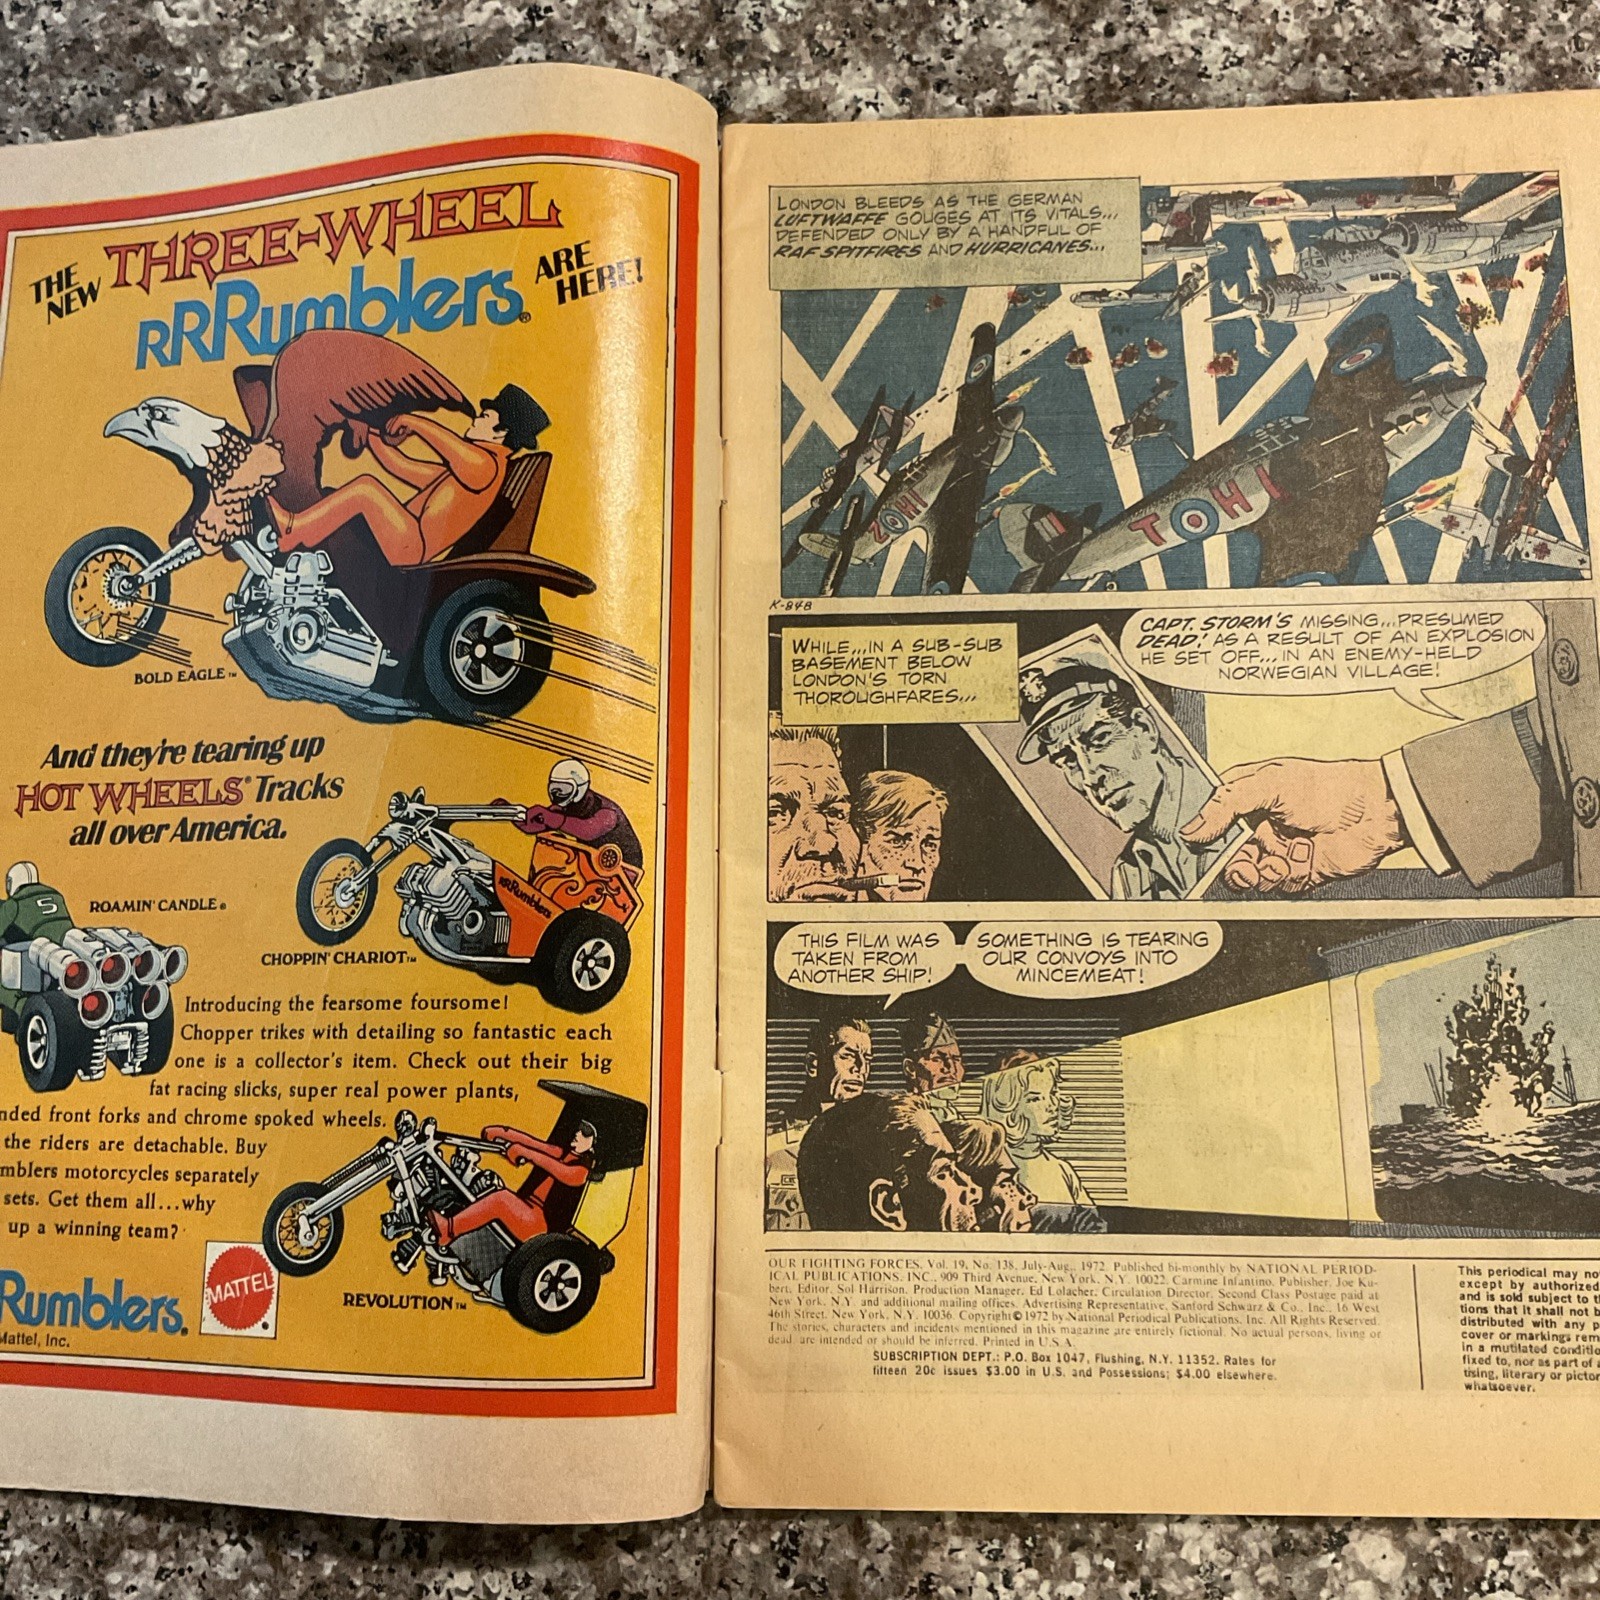 THE NEW THREE-WHEEL
RRRumblers® ARE HERE!
BOLD EAGLE™
And they're tearing up
HOT WHEELS® Tracks
all over America.
5
ROAMIN' CANDLE®
RRRumblers
CHOPPIN' CHARIOT™
Introducing the fearsome foursome!
Chopper trikes with detailing so fantastic each
one is a collector's item. Check out their big
fat racing slicks, super real power plants,
nded front forks and chrome spoked wheels.
the riders are detachable. Buy
mblers motorcycles separately
sets. Get them all...why
up a winning team?
MATTEL®
REVOLUTION™
Rumblers®
Mattel, Inc.
LONDON BLEEDS AS THE GERMAN
LUFTWAFFE GOUGES AT ITS VITALS...
DEFENDED ONLY BY A HANDFUL OF
RAF SPITFIRES AND HURRICANES...
T H I
K-848
WHILE...IN A SUB-SUB
BASEMENT BELOW
LONDON'S TORN
THOROUGHFARES...
CAPT. STORM'S MISSING...PRESUMED
DEAD! AS A RESULT OF AN EXPLOSION
HE SET OFF...IN AN ENEMY-HELD
NORWEGIAN VILLAGE!
THIS FILM WAS
TAKEN FROM
ANOTHER SHIP!
SOMETHING IS TEARING
OUR CONVOYS INTO
MINCEMEAT!
OUR FIGHTING FORCES, Vol. 19, No. 138, July-Aug., 1972. Published bi-monthly by NATIONAL PERIOD-
ICAL PUBLICATIONS, INC., 909 Third Avenue, New York, N.Y. 10022. Carmine Infantino, Publisher, Joe Ku-
bert, Editor, Sol Harrison, Production Manager, Ed Lolacher, Circulation Director, Second Class Postage paid at
New York, N.Y. and additional mailing offices. Advertising Representative, Sanford Schwarz & Co., Inc., 16 West
46th Street, New York, N.Y. 10036. Copyright © 1972 by National Periodical Publications, Inc. All Rights Reserved.
The stories, characters and incidents mentioned in this magazine are entirely fictional. No actual persons, living or
dead are intended or should be inferred. Printed in U.S.A.
SUBSCRIPTION DEPT.: P.O. Box 1047, Flushing, N.Y. 11352. Rates for
fifteen 20c issues $3.00 in U.S. and Possessions; $4.00 elsewhere.
This periodical may no
except by authorized
and is sold subject to t
tions that it shall not b
distributed with any p
cover or markings rem
in a mutilated conditio
fixed to, nor as part of a
tising, literary or pictor
whatsoever.